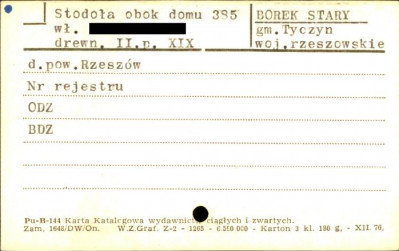 Stodoła obok domu 385
wł.
drewn. II.p. XIX
BOREK STARY
gm.Tyczyn
woj.rzeszowskie
d.pow.Rzeszów
Nr rejestru
ODZ
BDZ
Pu-B-144 Karta Katalogowa wydawnictw ciągłych i zwartych.
Zam. 1648/DW/On. W.Z.Graf. Z-2 - 1265 - 6.550 000 - Karton 3 kl. 180 g. - XII. 76.